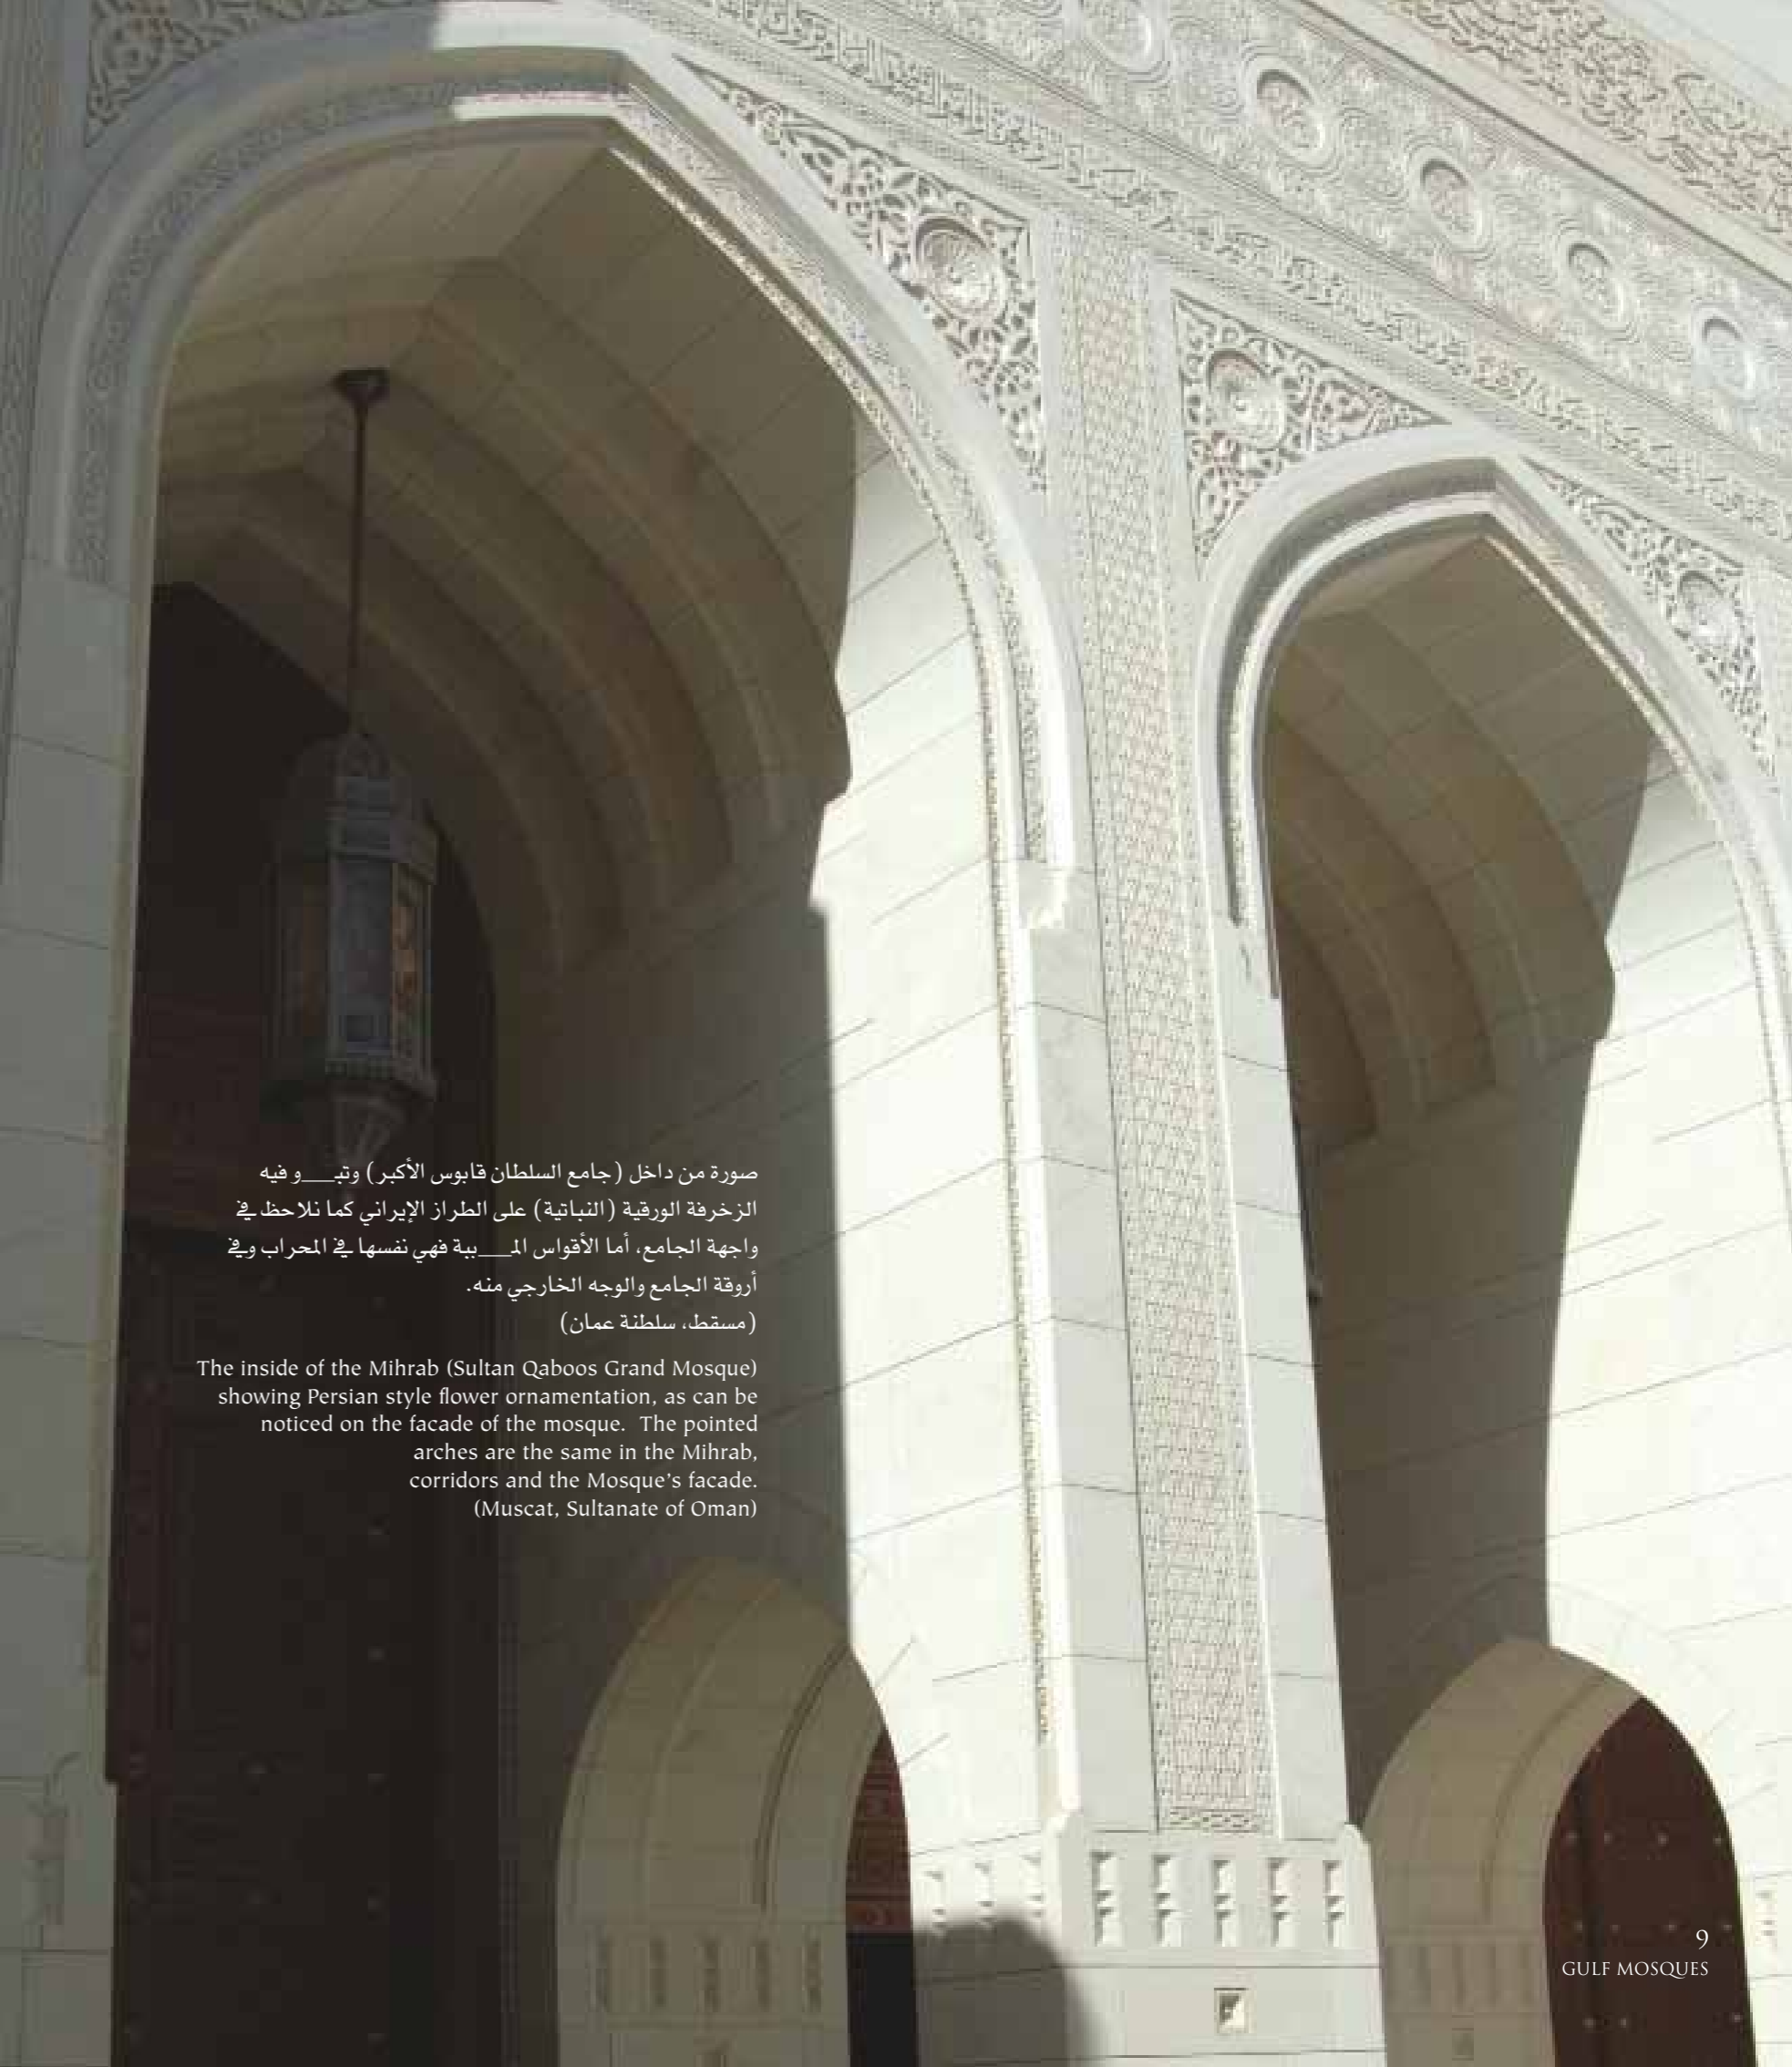 صورة من داخل (جامع السلطان قابوس الأكبر) وتبـــو فيه
الزخرفة الورقية (النباتية) على الطراز الإيراني كما نلاحظ في
واجهة الجامع، أما الأقواس المـــببة فهي نفسها في المحراب وفي
أروقة الجامع والوجه الخارجي منه.
(مسقط، سلطنة عمان)
The inside of the Mihrab (Sultan Qaboos Grand Mosque)
showing Persian style flower ornamentation, as can be
noticed on the facade of the mosque. The pointed
arches are the same in the Mihrab,
corridors and the Mosque’s facade.
(Muscat, Sultanate of Oman)
9
GULF MOSQUES